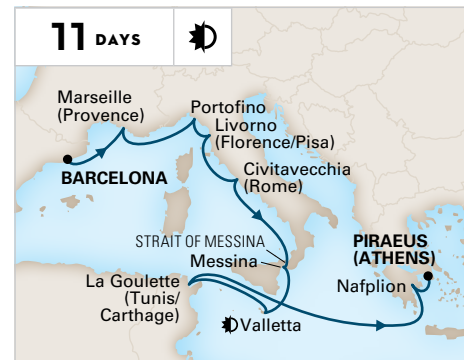 11 DAYS
Marseille
(Provence)
Portofino
Livorno
(Florence/Pisa)
Civitavecchia
(Rome)
BARCELONA
STRAIT OF MESSINA
Messina
PIRAEUS
(ATHENS)
La Goulette
(Tunis/
Carthage)
Nafplion
Valletta